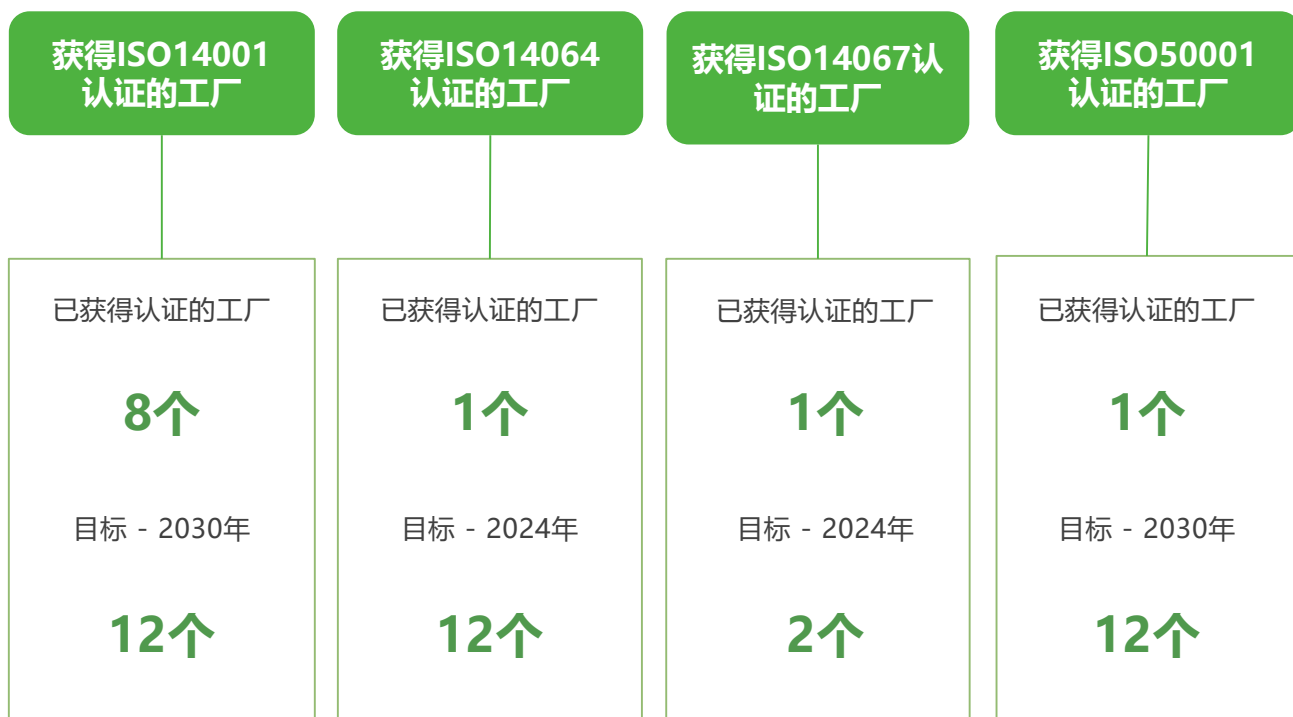 获得ISO14001
认证的工厂
已获得认证的工厂
8个
目标 - 2030年
12个
获得ISO14064
认证的工厂
已获得认证的工厂
1个
目标 - 2024年
12个
获得ISO14067认
证的工厂
已获得认证的工厂
1个
目标 - 2024年
2个
获得ISO50001
认证的工厂
已获得认证的工厂
1个
目标 - 2030年
12个